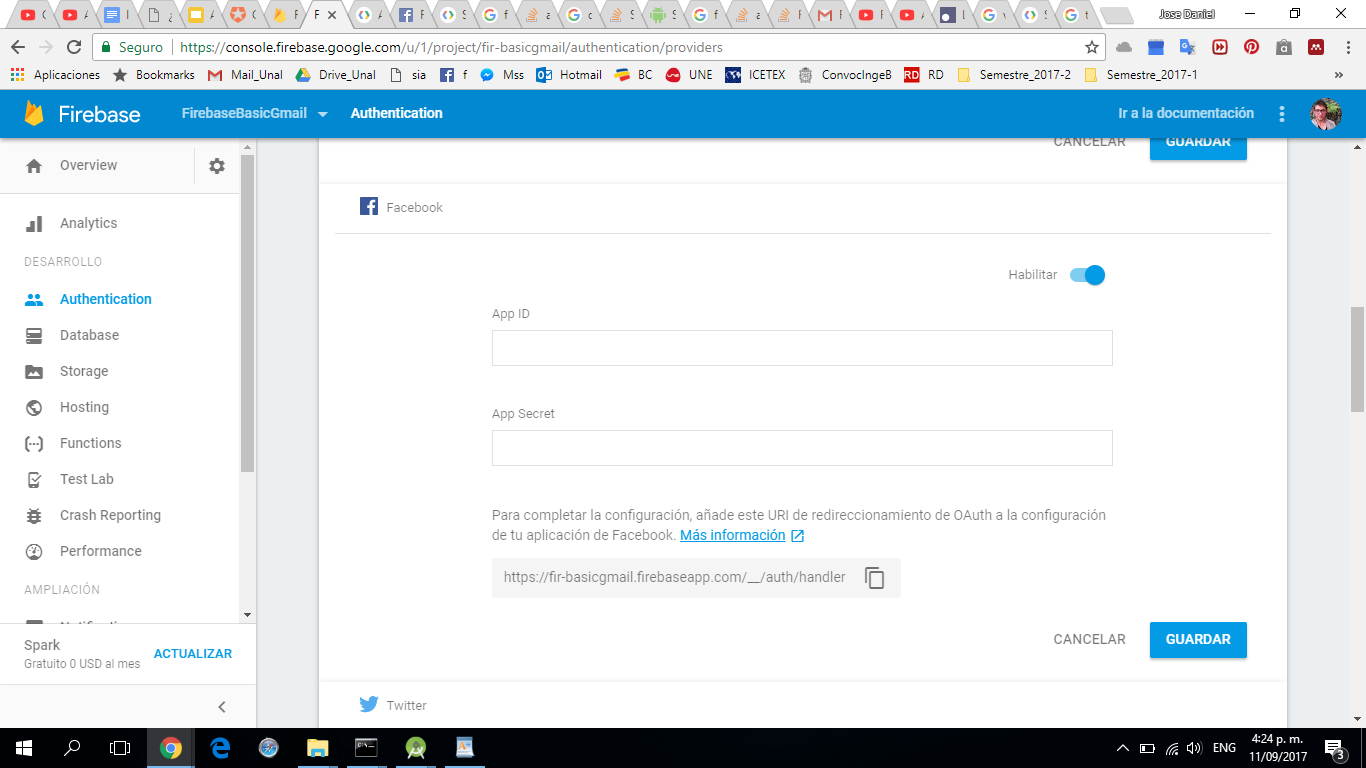 Jose Daniel
Seguro
https://console.firebase.google.com/u/1/project/fir-basicgmail/authentication/providers
Aplicaciones
Bookmarks
Mail_Unal
Drive_Unal
sia
f
Mss
Hotmail
BC
UNE
ICETEX
ConvocIngeB
RD
RD
Semestre_2017-2
Semestre_2017-1
Firebase
FirebaseBasicGmail
Authentication
Ir a la documentación
Overview
CANCELAR
GUARDAR
Facebook
Analytics
DESARROLLO
Habilitar
Authentication
App ID
Database
Storage
Hosting
App Secret
Functions
Test Lab
Crash Reporting
Para completar la configuración, añade este URI de redireccionamiento de OAuth a la configuración
de tu aplicación de Facebook. Más información
Performance
https://fir-basicgmail.firebaseapp.com/__/auth/handler
AMPLIACIÓN
Spark
Gratuito 0 USD al mes
ACTUALIZAR
CANCELAR
GUARDAR
Twitter
ENG
4:24 p. m.
11/09/2017
3